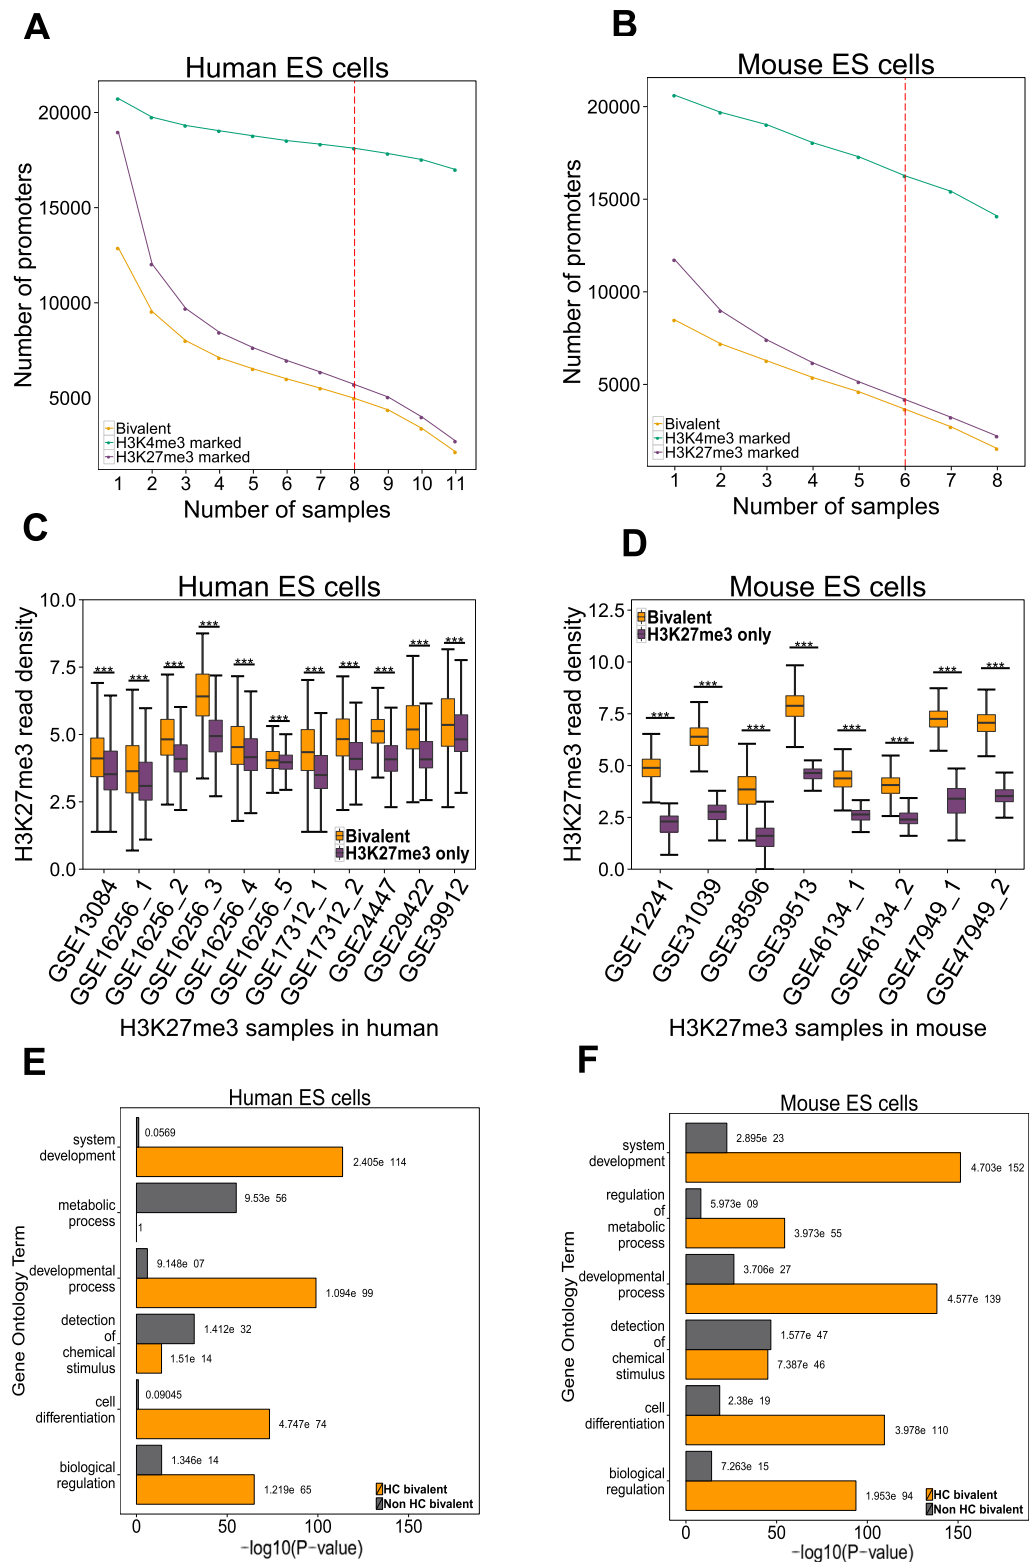 A
Human ES cells
Number of promoters
20000
15000
10000
5000
Bivalent
H3K4me3 marked
H3K27me3 marked
1 2 3 4 5 6 7 8 9 10 11
Number of samples
B
Mouse ES cells
Number of promoters
20000
15000
10000
5000
Bivalent
H3K4me3 marked
H3K27me3 marked
1 2 3 4 5 6 7 8
Number of samples
C
Human ES cells
H3K27me3 read density
10.0
7.5
5.0
2.5
0.0
*** *** *** *** *** *** *** *** *** *** ***
Bivalent
H3K27me3 only
GSE13084
GSE16256_1
GSE16256_2
GSE16256_3
GSE16256_4
GSE16256_5
GSE17312_1
GSE17312_2
GSE24447
GSE29422
GSE39912
H3K27me3 samples in human
D
Mouse ES cells
H3K27me3 read density
12.5
10.0
7.5
5.0
2.5
0.0
Bivalent
H3K27me3 only
*** *** *** *** *** *** *** ***
GSE12241
GSE31039
GSE38596
GSE39513
GSE46134_1
GSE46134_2
GSE47949_1
GSE47949_2
H3K27me3 samples in mouse
E
Human ES cells
Gene Ontology Term
system
development
0.0569
2.405e 114
metabolic
process
9.53e 56
1
developmental
process
9.148e 07
1.094e 99
detection
of
chemical
stimulus
1.412e 32
1.51e 14
cell
differentiation
0.09045
4.747e 74
biological
regulation
1.346e 14
1.219e 65
HC bivalent
Non HC bivalent
0 50 100 150
−log10(P−value)
F
Mouse ES cells
Gene Ontology Term
system
development
2.895e 23
4.703e 152
regulation
of
metabolic
process
5.973e 09
3.973e 55
developmental
process
3.706e 27
4.577e 139
detection
of
chemical
stimulus
1.577e 47
7.387e 46
cell
differentiation
2.38e 19
3.978e 110
biological
regulation
7.263e 15
1.953e 94
HC bivalent
Non HC bivalent
0 50 100 150
−log10(P−value)